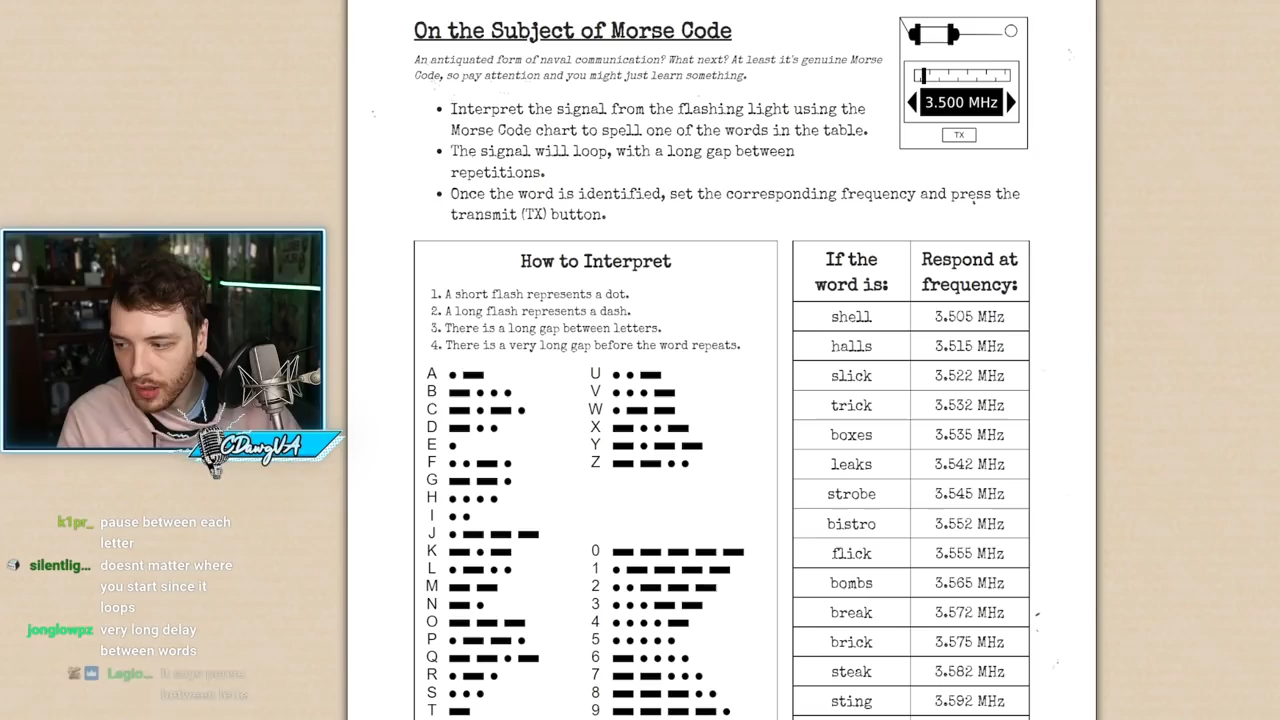 On the Subject of Morse Code
An antiquated form of naval communication? What next? At least it's genuine Morse
Code, so pay attention and you might just learn something.
• Interpret the signal from the flashing light using the
Morse Code chart to spell one of the words in the table.
• The signal will loop, with a long gap between
repetitions.
• Once the word is identified, set the corresponding frequency and press the
transmit (TX) button.
3.500 MHz
TX
How to Interpret
1. A short flash represents a dot.
2. A long flash represents a dash.
3. There is a long gap between letters.
4. There is a very long gap before the word repeats.
A
B
C
D
E
F
G
H
I
J
K
L
M
N
O
P
Q
R
S
T
U
V
W
X
Y
Z
0
1
2
3
4
5
6
7
8
9
If the word is: Respond at frequency:
shell 3.505 MHz
halls 3.515 MHz
slick 3.522 MHz
trick 3.532 MHz
boxes 3.535 MHz
leaks 3.542 MHz
strobe 3.545 MHz
bistro 3.552 MHz
flick 3.555 MHz
bombs 3.565 MHz
break 3.572 MHz
brick 3.575 MHz
steak 3.582 MHz
sting 3.592 MHz
CDawgVA
k1pr_ pause between each
letter
silentlig... doesnt matter where
you start since it
loops
jonglowpz very long delay
between words
Legio... it says pause
between